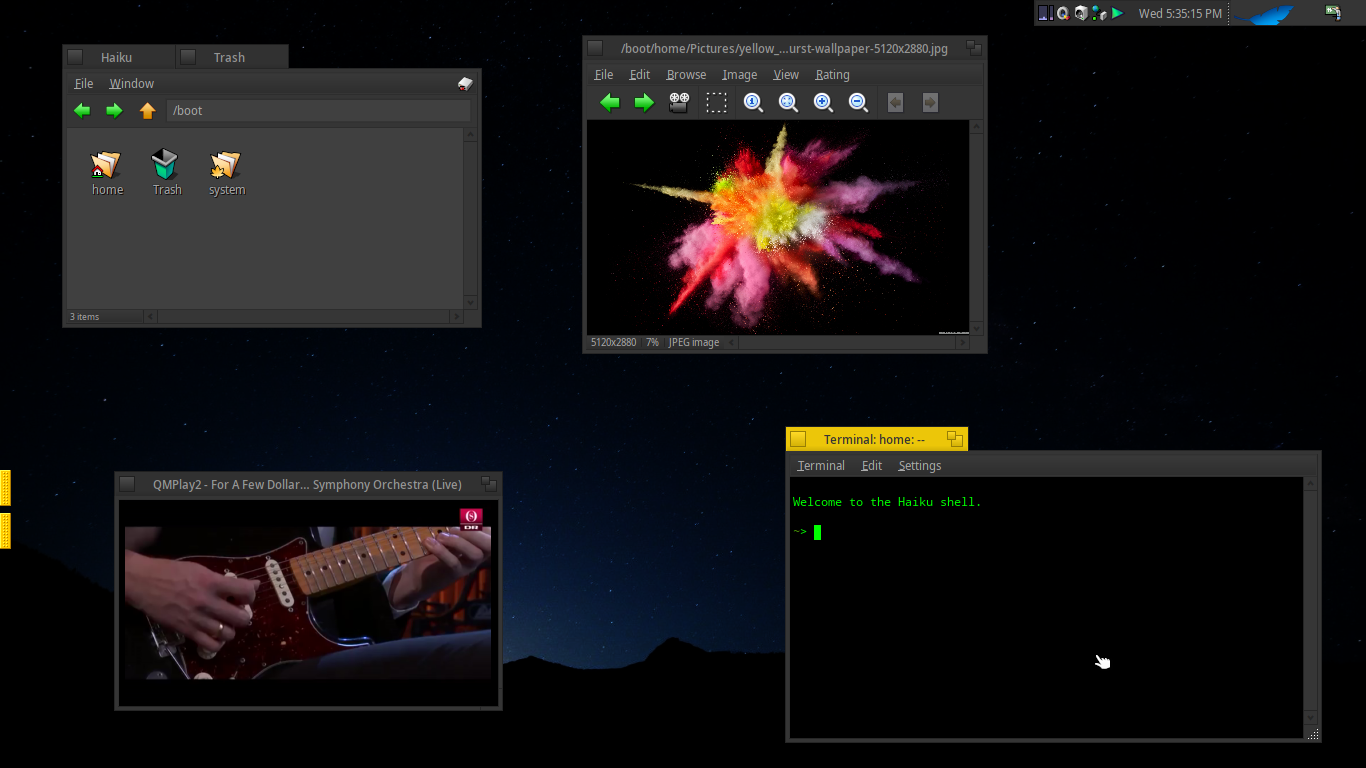 Wed 5:35:15 PM
Haiku
Trash
File Window
/boot
home
Trash
system
3 items
/boot/home/Pictures/yellow_...urst-wallpaper-5120x2880.jpg
File Edit Browse Image View Rating
5120x2880 7% JPEG image
QMPlay2 - For A Few Dollar... Symphony Orchestra (Live)
DR
Terminal: home: --
Terminal Edit Settings
Welcome to the Haiku shell.
~>